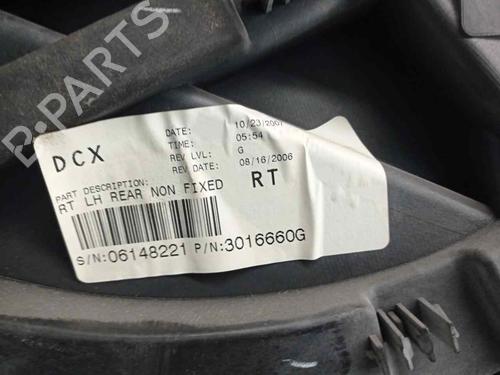 B-PARTS
DCX
DATE: 10/23/2007
TIME: 05:54
REV LVL: G
REV DATE: 08/16/2006
PART DESCRIPTION: RT
RT LH REAR NON FIXED
S/N:06148221 P/N:3016660G